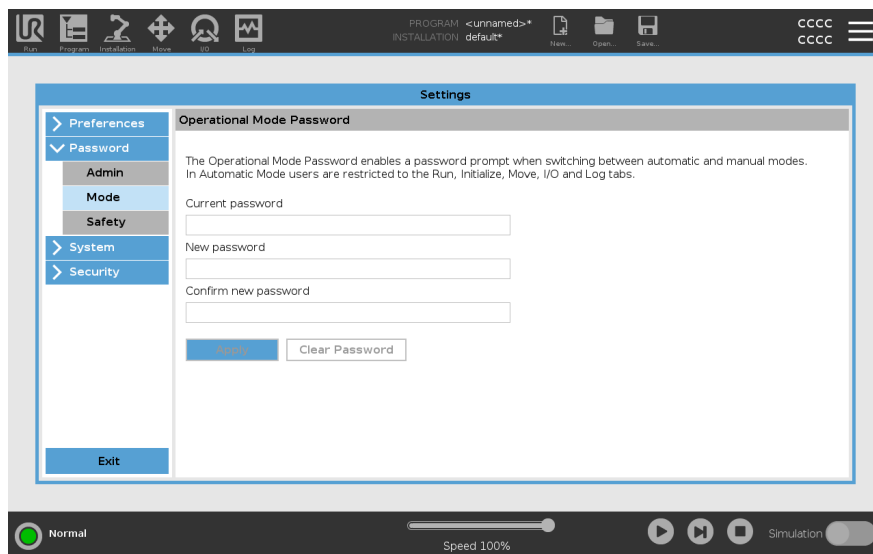 UR
PROGRAM <unnamed>*
INSTALLATION default*
CCCC
CCCC
Run Program Installation Move I/O Log New... Open... Save...
Settings
Preferences
Password
Admin
Mode
Safety
System
Security
Exit
Operational Mode Password
The Operational Mode Password enables a password prompt when switching between automatic and manual modes.
In Automatic Mode users are restricted to the Run, Initialize, Move, I/O and Log tabs.
Current password
New password
Confirm new password
Apply Clear Password
Normal
Speed 100%
Simulation